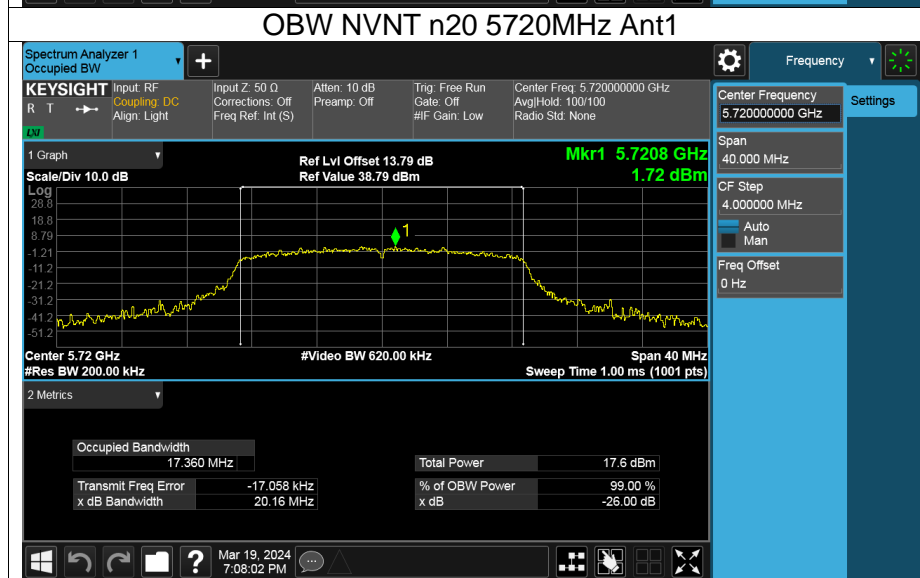 OBW NVNT n20 5720MHz Ant1
Spectrum Analyzer 1
Occupied BW
+
Frequency
KEYSIGHT
R T
LXI
Input: RF
Coupling: DC
Align: Light
Input Z: 50 Ω
Corrections: Off
Freq Ref: Int (S)
Atten: 10 dB
Preamp: Off
Trig: Free Run
Gate: Off
#IF Gain: Low
Center Freq: 5.720000000 GHz
Avg|Hold: 100/100
Radio Std: None
Center Frequency
5.720000000 GHz
Settings
Span
40.000 MHz
CF Step
4.000000 MHz
Auto
Man
Freq Offset
0 Hz
1 Graph
Scale/Div 10.0 dB
Ref Lvl Offset 13.79 dB
Ref Value 38.79 dBm
Mkr1 5.7208 GHz
1.72 dBm
Log
28.8
18.8
8.79
-1.21
-11.2
-21.2
-31.2
-41.2
-51.2
1
Center 5.72 GHz
#Video BW 620.00 kHz
Span 40 MHz
#Res BW 200.00 kHz
Sweep Time 1.00 ms (1001 pts)
2 Metrics
Occupied Bandwidth
17.360 MHz
Total Power 17.6 dBm
Transmit Freq Error -17.058 kHz
% of OBW Power 99.00 %
x dB Bandwidth 20.16 MHz
x dB -26.00 dB
?
Mar 19, 2024
7:08:02 PM